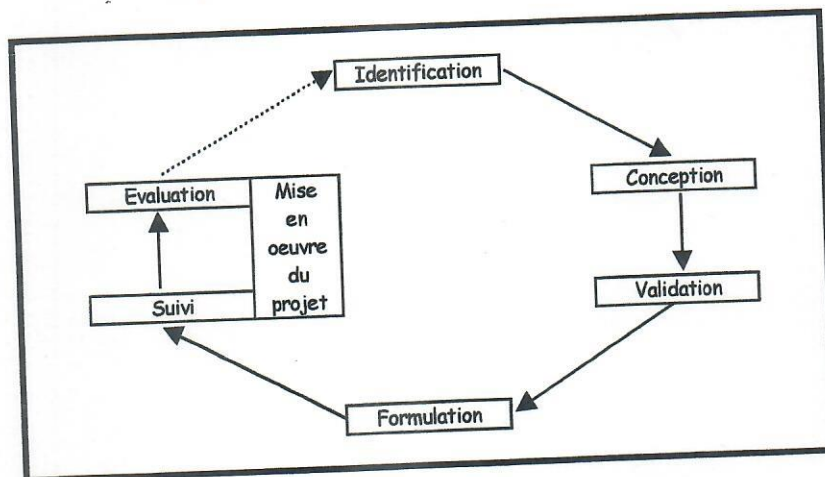 Identification
Conception
Validation
Formulation
Suivi
Evaluation
Mise
en
oeuvre
du
projet